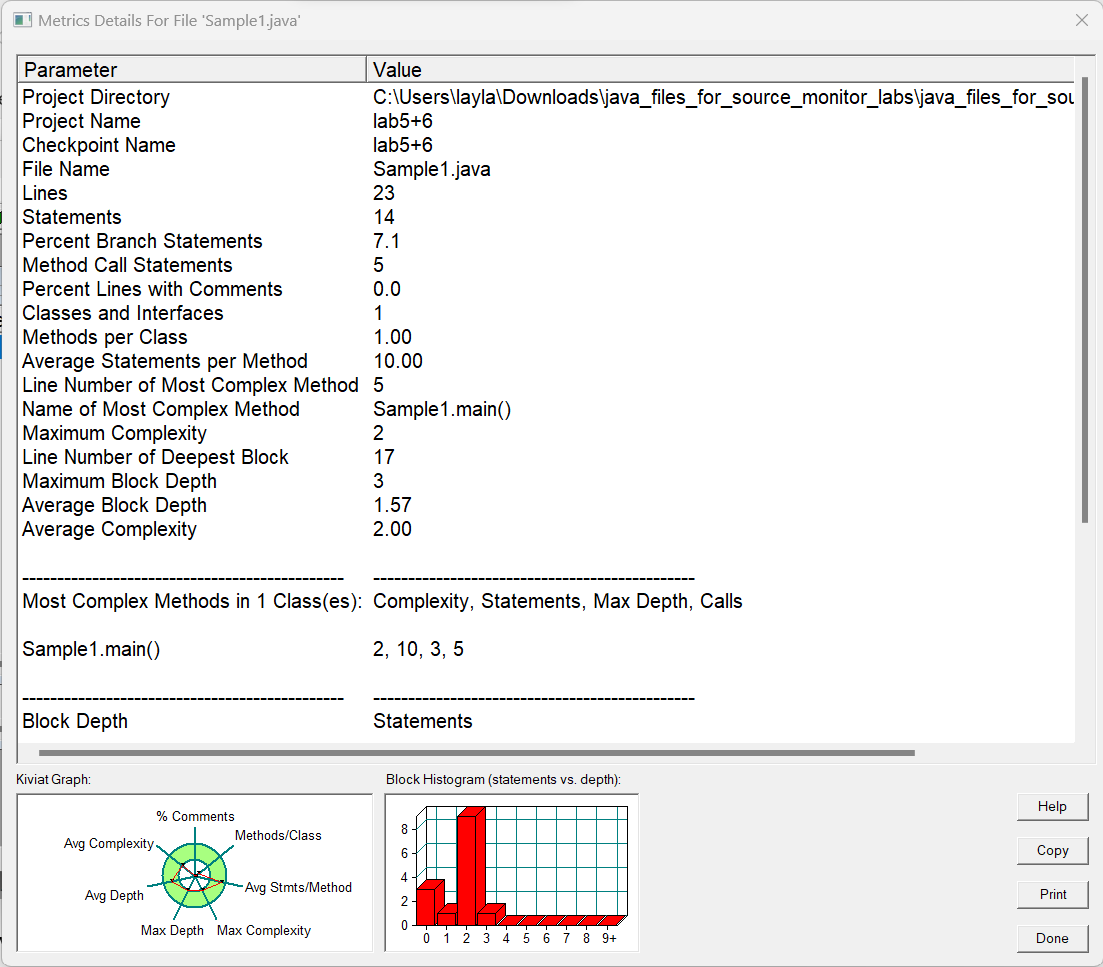 Metrics Details For File 'Sample1.java'
Parameter Value
Project Directory C:\Users\layla\Downloads\java_files_for_source_monitor_labs\java_files_for_sou
Project Name lab5+6
Checkpoint Name lab5+6
File Name Sample1.java
Lines 23
Statements 14
Percent Branch Statements 7.1
Method Call Statements 5
Percent Lines with Comments 0.0
Classes and Interfaces 1
Methods per Class 1.00
Average Statements per Method 10.00
Line Number of Most Complex Method 5
Name of Most Complex Method Sample1.main()
Maximum Complexity 2
Line Number of Deepest Block 17
Maximum Block Depth 3
Average Block Depth 1.57
Average Complexity 2.00
---------------------------------------------- ----------------------------------------------
Most Complex Methods in 1 Class(es): Complexity, Statements, Max Depth, Calls
Sample1.main() 2, 10, 3, 5
---------------------------------------------- ----------------------------------------------
Block Depth Statements
Kiviat Graph:
% Comments
Methods/Class
Avg Complexity
Avg Stmts/Method
Avg Depth
Max Depth
Max Complexity
Block Histogram (statements vs. depth):
8
6
4
2
0
0 1 2 3 4 5 6 7 8 9+
Help
Copy
Print
Done